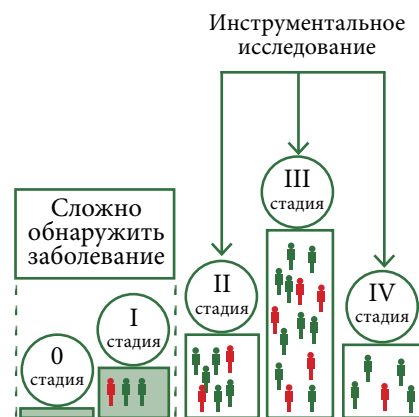 Инструментальное
исследование
III
стадия
Сложно
обнаружить
заболевание
II
стадия
IV
стадия
I
стадия
0
стадия